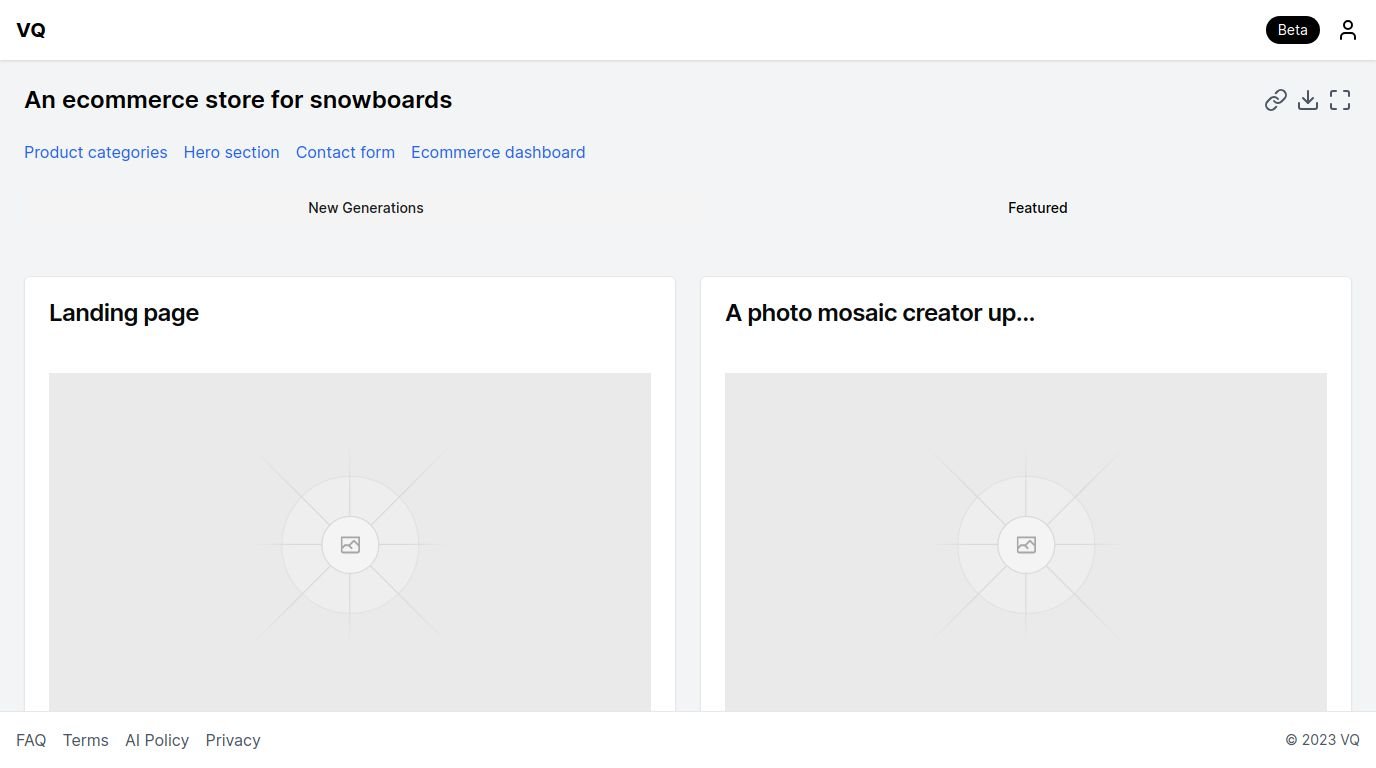 VQ
Beta
An ecommerce store for snowboards
Product categories Hero section Contact form Ecommerce dashboard
New Generations Featured
Landing page
A photo mosaic creator up...
FAQ Terms AI Policy Privacy
© 2023 VQ